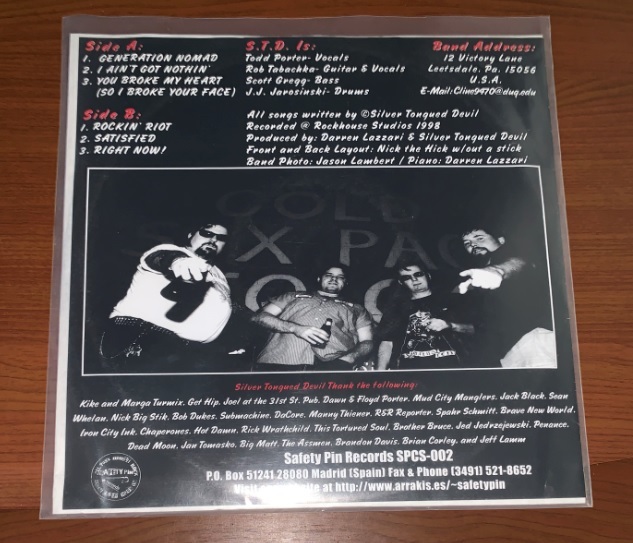 Side A:
1. GENERATION NOMAD
2. I AIN'T GOT NOTHIN'
3. YOU BROKE MY HEART
(SO I BROKE YOUR FACE)
Side B:
1. ROCKIN' RIOT
2. SATISFIED
3. RIGHT NOW!
S.T.D. Is:
Todd Porter- Vocals
Rob Tabachka- Guitar & Vocals
Scott Gregg- Bass
J.J. Jarosinski- Drums
All songs written by ©Silver Tongued Devil
Recorded @ Rockhouse Studios 1998
Produced by: Darren Lazzari & Silver Tongued Devil
Front and Back Layout: Nick the Hick w/out a stick
Band Photo: Jason Lambert / Piano: Darren Lazzari
Band Address:
12 Victory Lane
Leetsdale, Pa. 15056
U.S.A.
E-Mail:Cline9470@duq.edu
COLD
SIX PAC
TO GO
Silver Tongued Devil Thank the following:
Kike and Marga Turmix. Get Hip. Joel at the 31st St. Pub. Dawn & Floyd Porter. Mud City Manglers. Jack Black. Sean
Whelan. Nick Big Stik. Bob Dukes. Submachine. DaCore. Manny Thiener. R&R Reporter. Spahr Schmitt. Brave New World.
Iron City Ink. Chaperones. Hot Damn. Rick Wrathchild. This Tortured Soul. Brother Bruce. Jed Jedrzejewski. Penance.
Dead Moon. Jan Tomasko. Big Matt. The Assmen. Brandon Davis. Brian Corley. and Jeff Lamm
Safety Pin Records SPCS-002
P.O. Box 51241 28080 Madrid (Spain) Fax & Phone (3491) 521-8652
Visit our site at http://www.arrakis.es/~safetypin